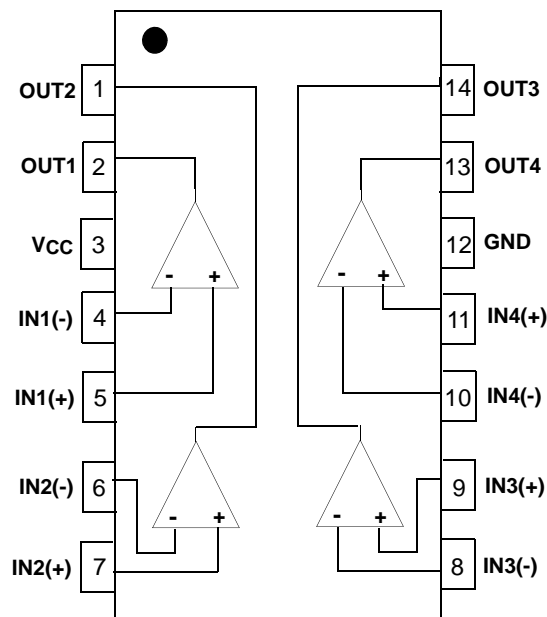 OUT2 1 14 OUT3
OUT1 2 13 OUT4
VCC 3 12 GND
- + - +
IN1(-) 4 11 IN4(+)
IN1(+) 5 10 IN4(-)
IN2(-) 6 9 IN3(+)
- + - +
IN2(+) 7 8 IN3(-)